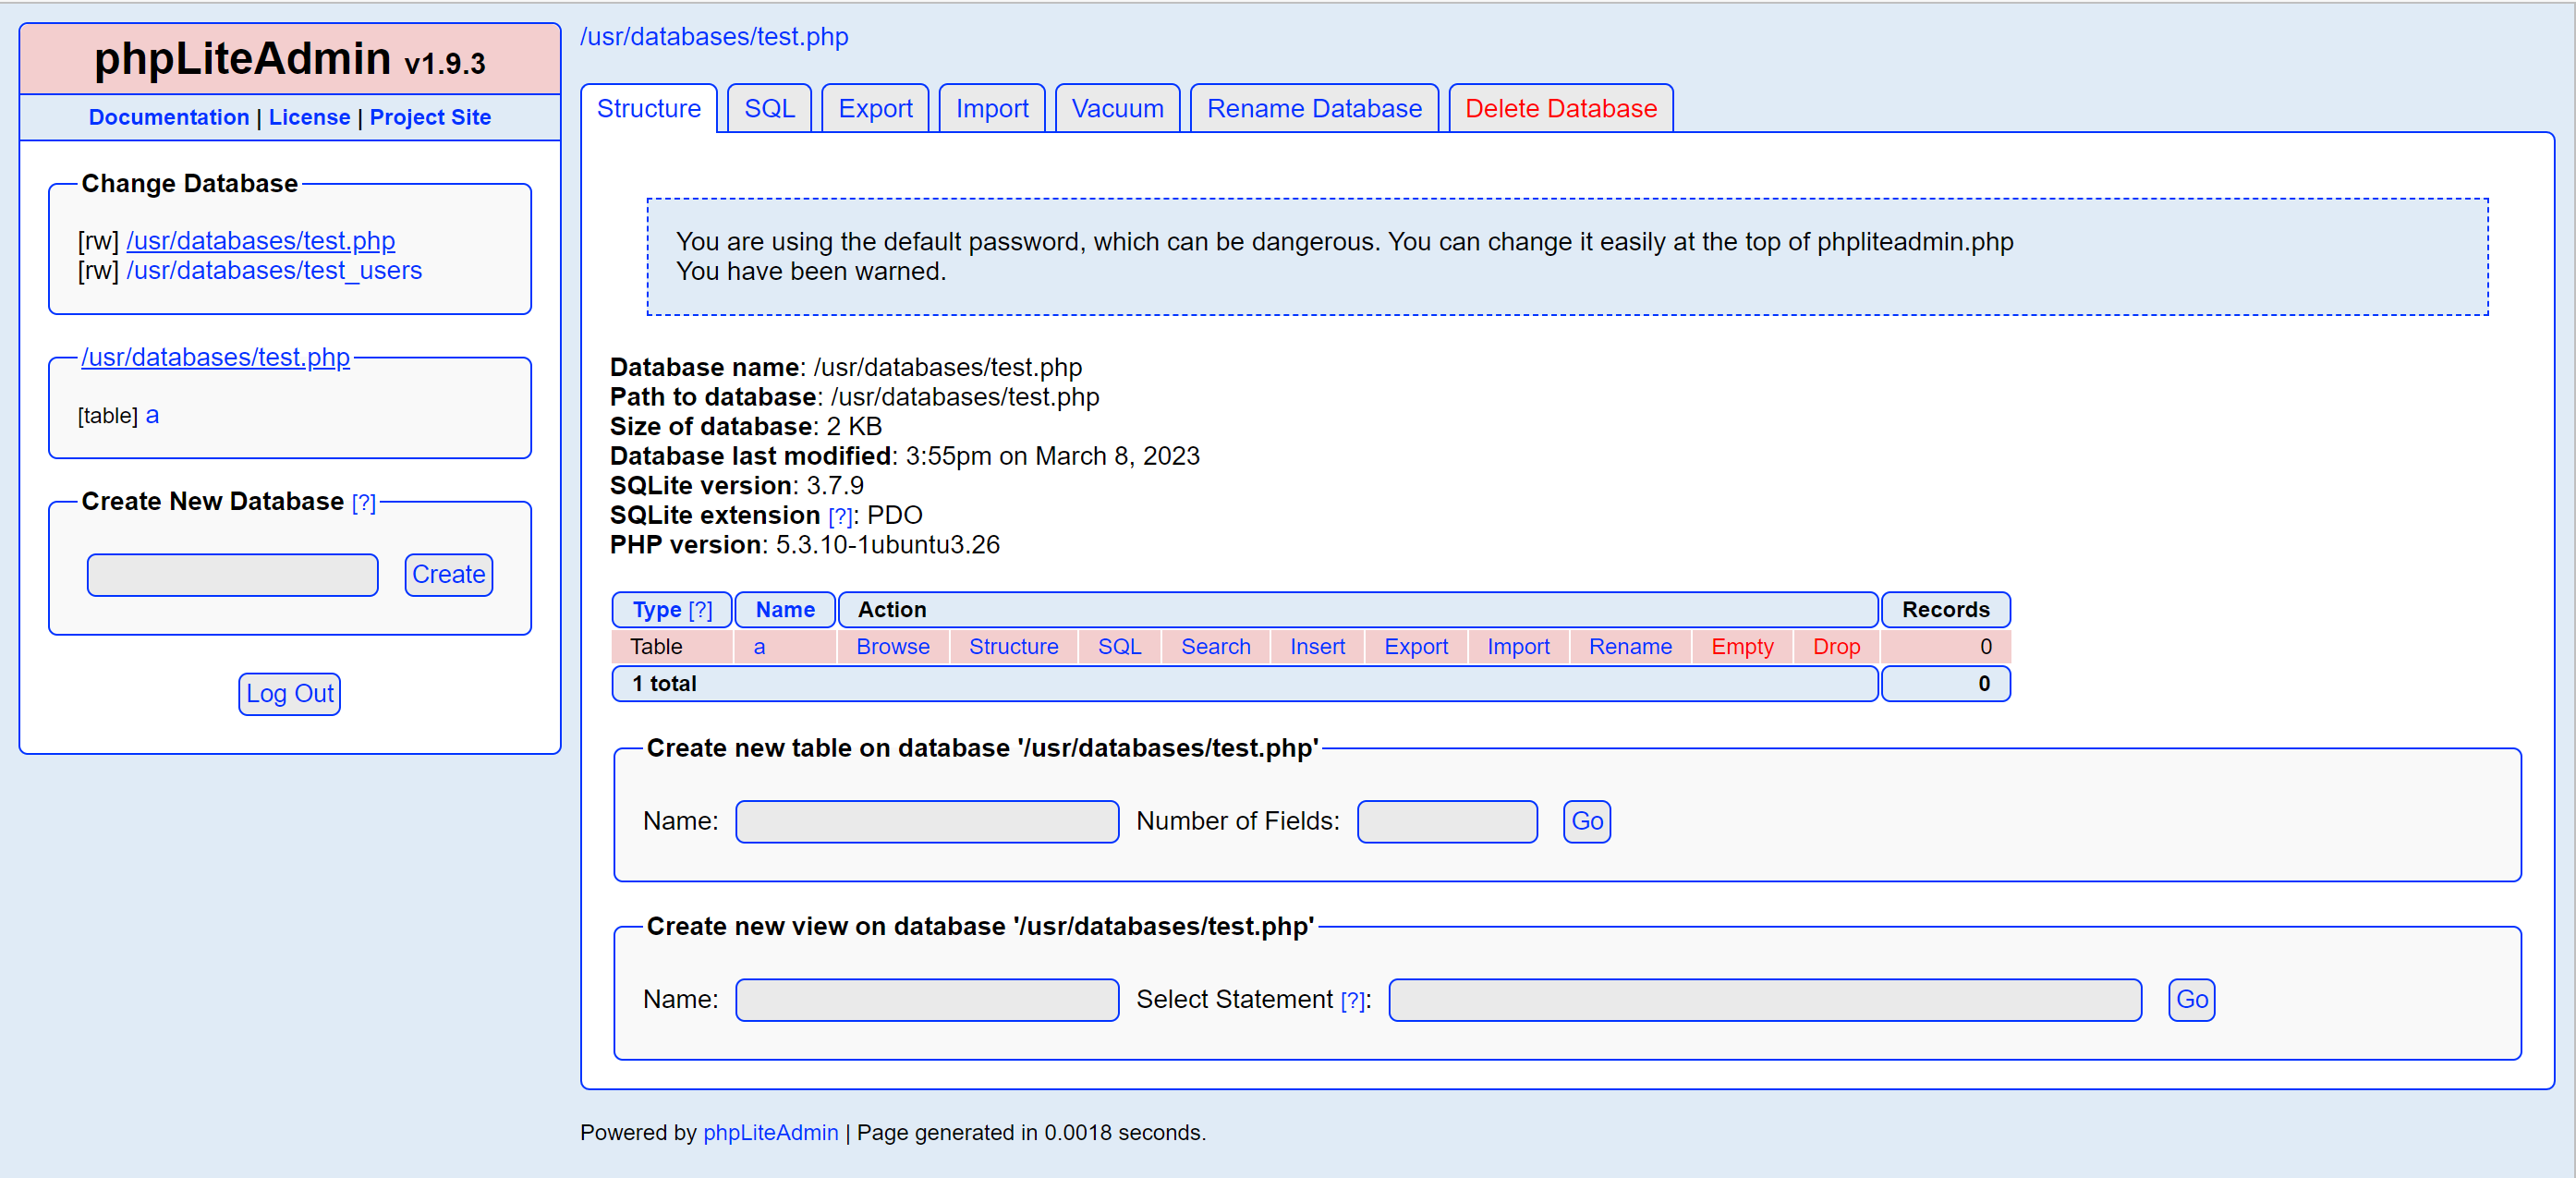 phpLiteAdmin v1.9.3
Documentation | License | Project Site
Change Database
[rw] /usr/databases/test.php
[rw] /usr/databases/test_users
/usr/databases/test.php
[table] a
Create New Database [?]
Create
Log Out
/usr/databases/test.php
Structure SQL Export Import Vacuum Rename Database Delete Database
You are using the default password, which can be dangerous. You can change it easily at the top of phpliteadmin.php
You have been warned.
Database name: /usr/databases/test.php
Path to database: /usr/databases/test.php
Size of database: 2 KB
Database last modified: 3:55pm on March 8, 2023
SQLite version: 3.7.9
SQLite extension [?]: PDO
PHP version: 5.3.10-1ubuntu3.26
Type [?] Name Action Records
Table a Browse Structure SQL Search Insert Export Import Rename Empty Drop 0
1 total 0
Create new table on database '/usr/databases/test.php'
Name: Number of Fields: Go
Create new view on database '/usr/databases/test.php'
Name: Select Statement [?]: Go
Powered by phpLiteAdmin | Page generated in 0.0018 seconds.